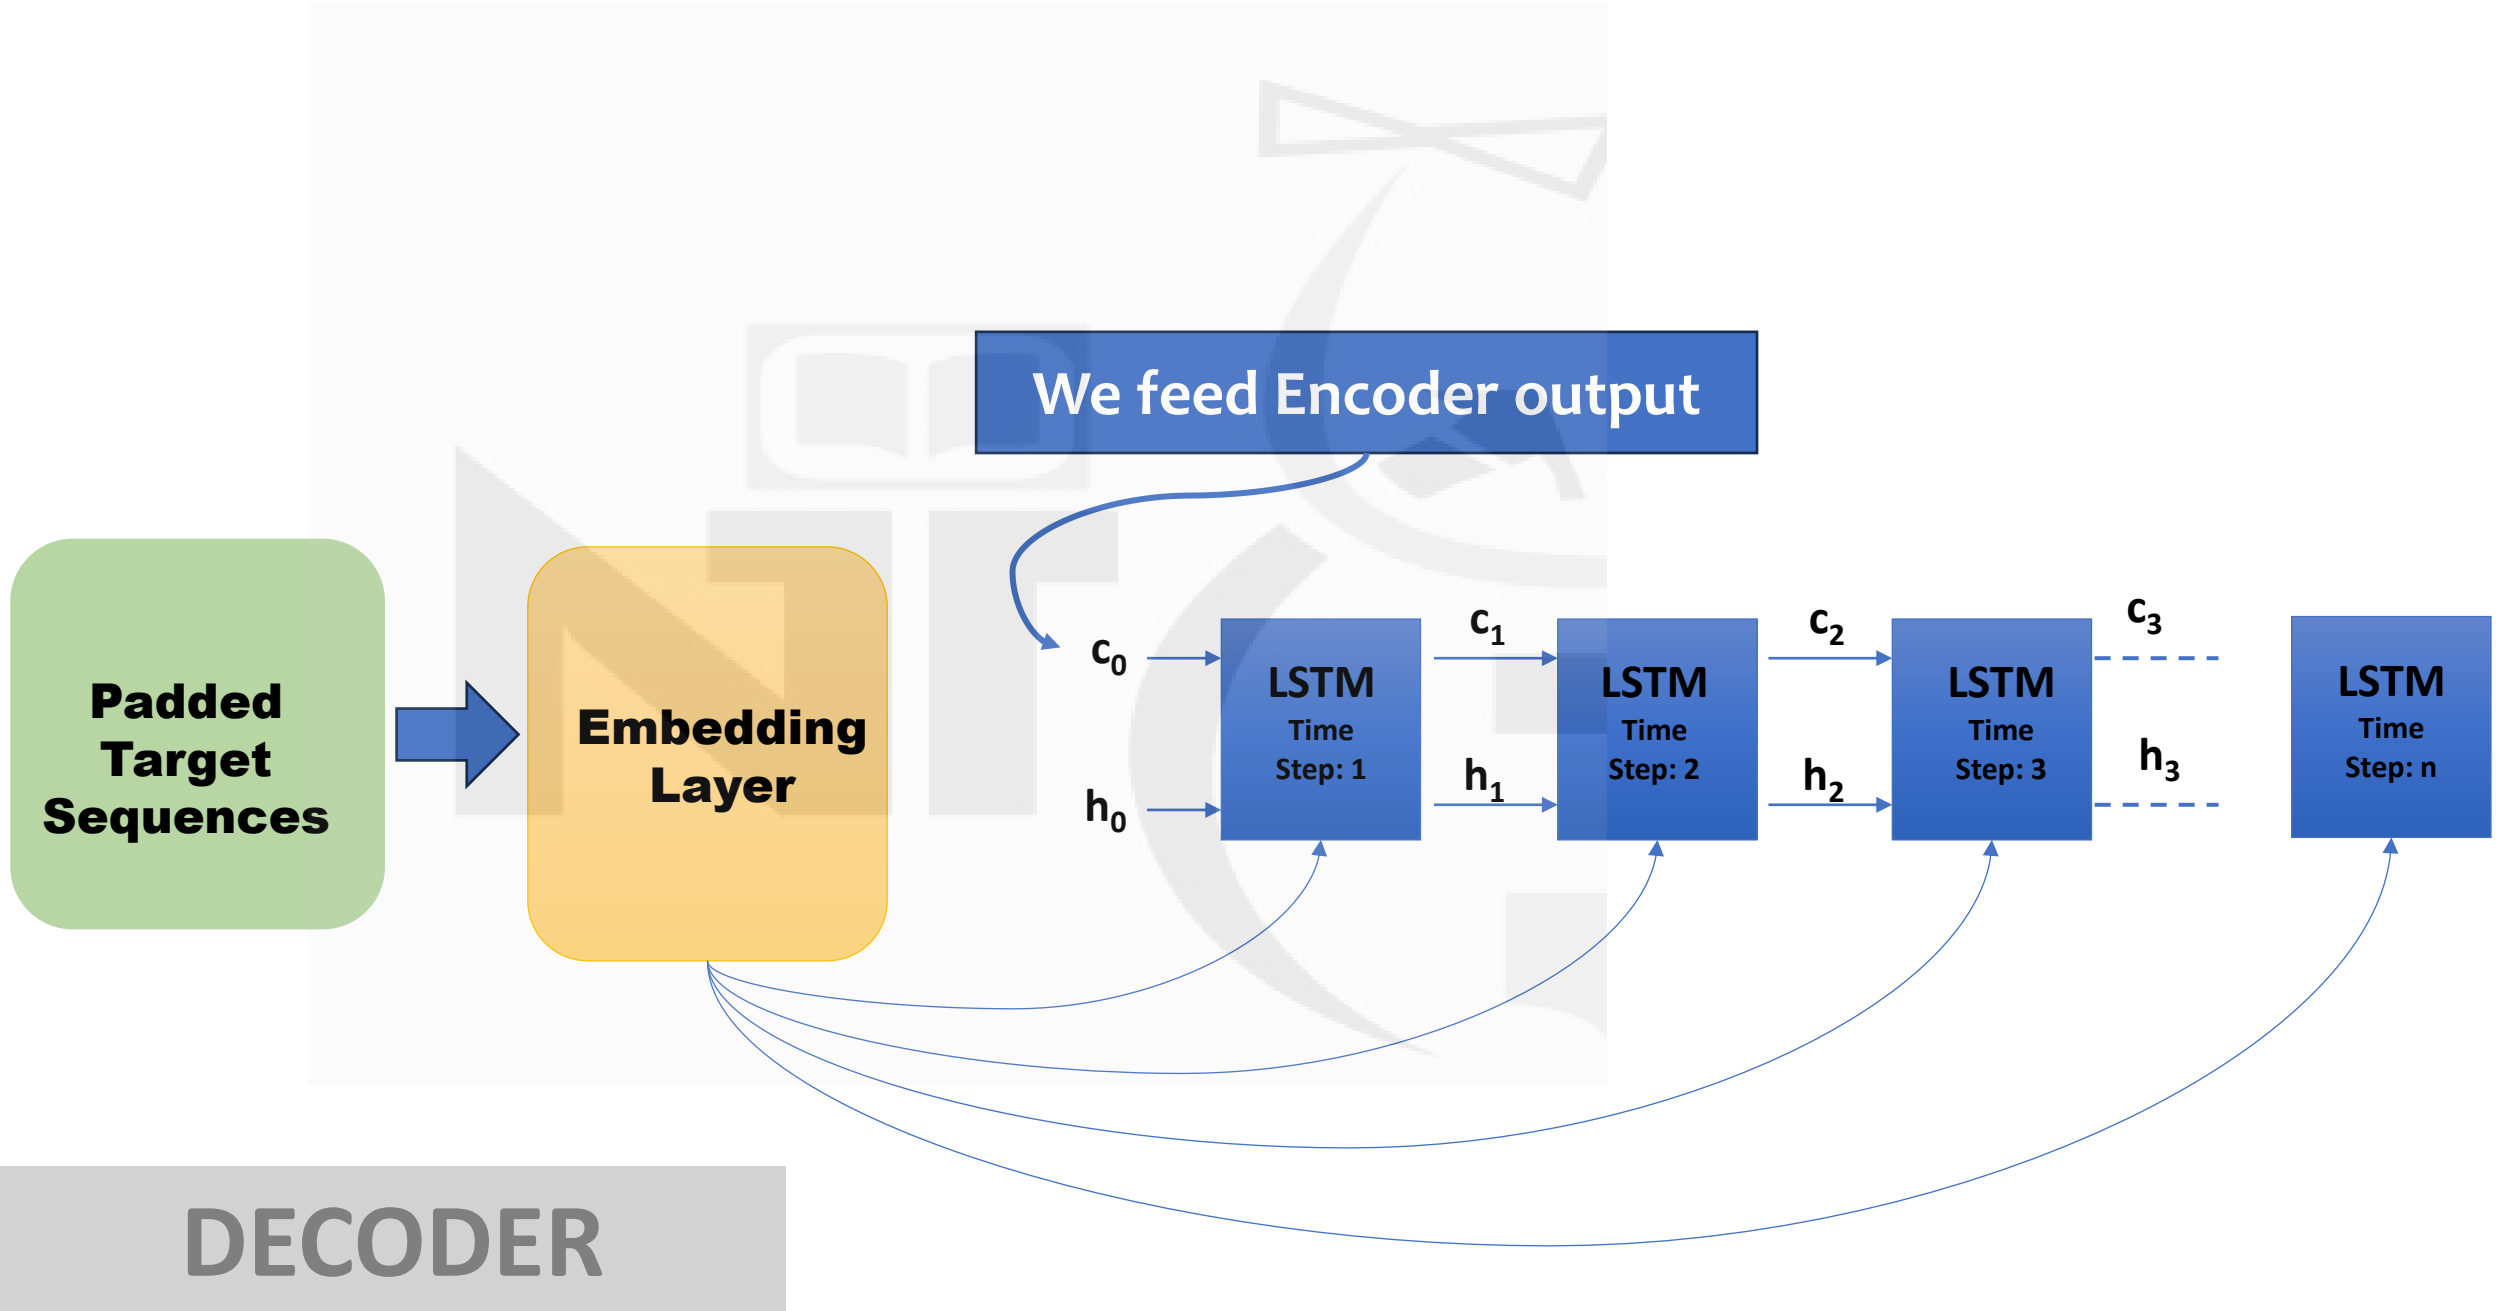 We feed Encoder output
Padded
Target
Sequences
Embedding
Layer
c₀
h₀
LSTM
Time
Step: 1
c₁
h₁
LSTM
Time
Step: 2
c₂
h₂
LSTM
Time
Step: 3
c₃
h₃
LSTM
Time
Step: n
DECODER